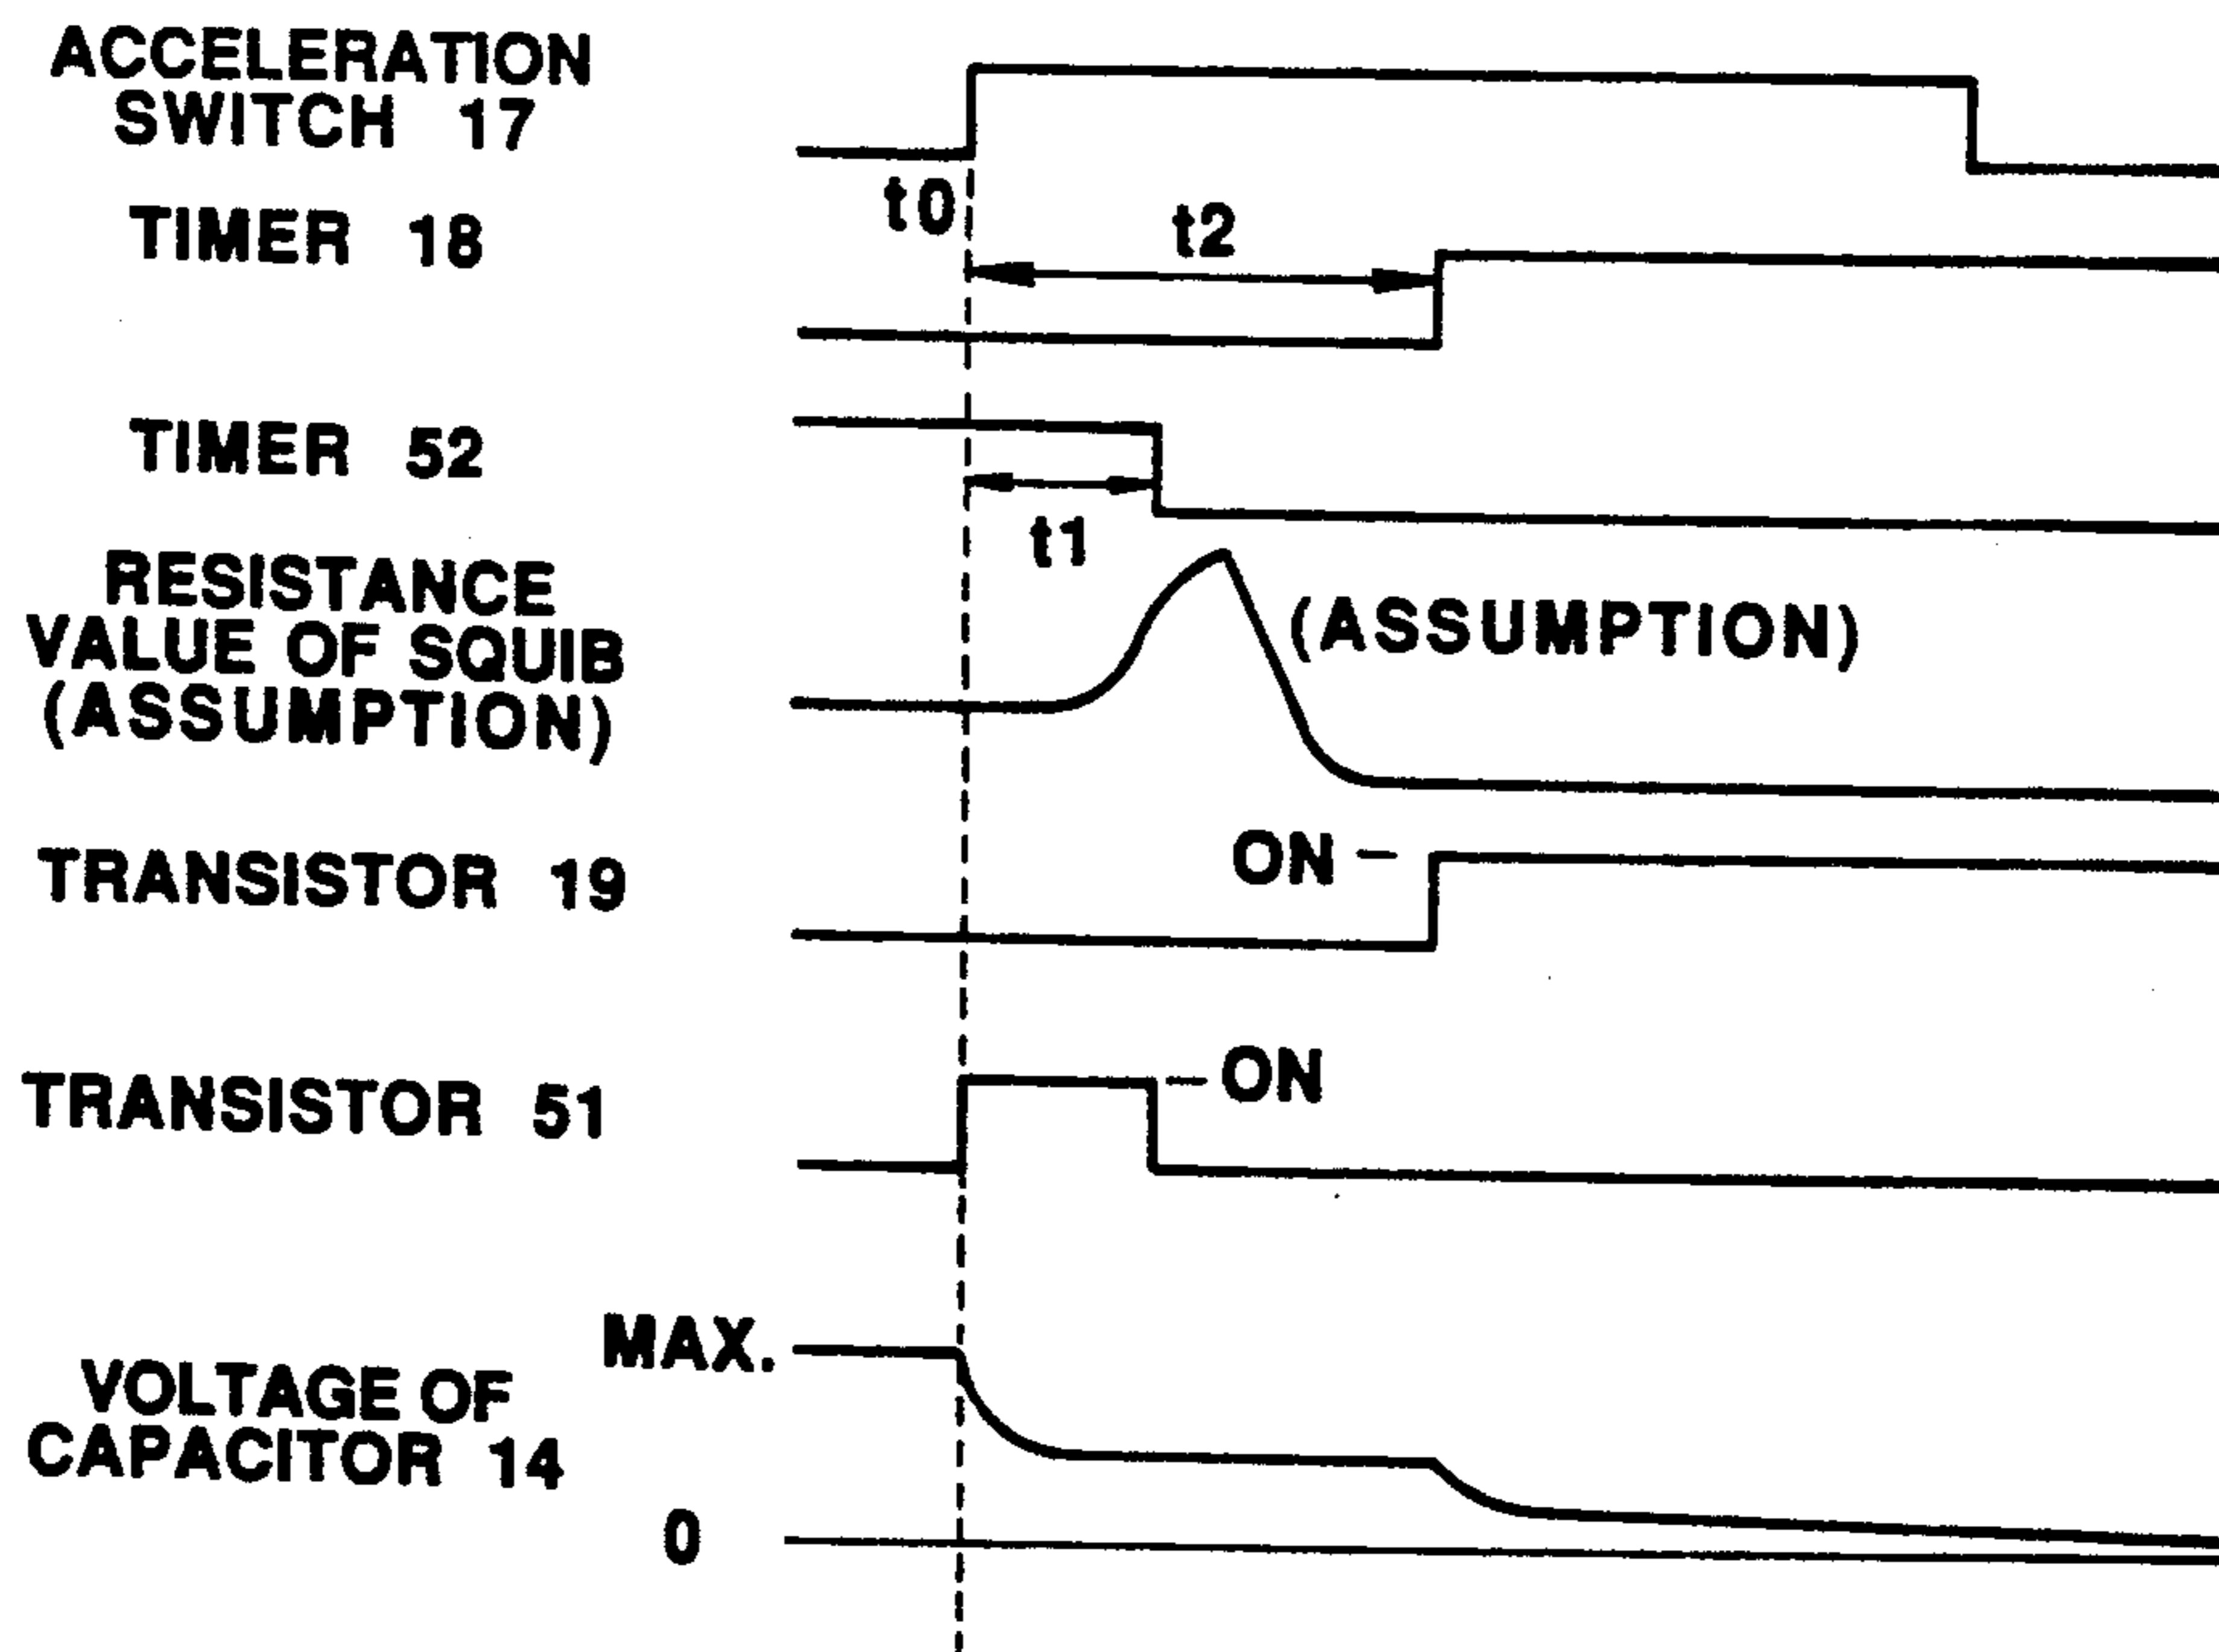 ACCELERATION
SWITCH 17
t0
TIMER 18
t2
TIMER 52
t1
RESISTANCE
VALUE OF SQUIB
(ASSUMPTION)
(ASSUMPTION)
TRANSISTOR 19
ON
TRANSISTOR 51
ON
MAX.
VOLTAGE OF
CAPACITOR 14
0